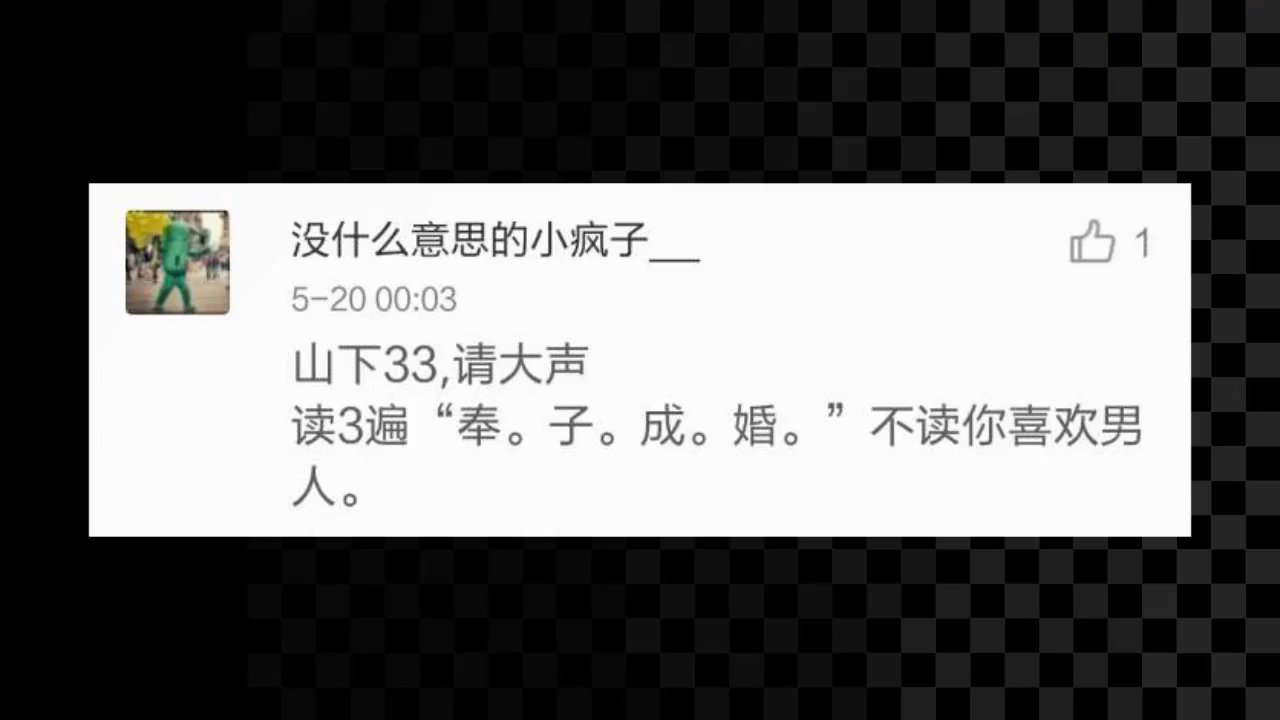 没什么意思的小疯子__
1
5-20 00:03
山下33,请大声
读3遍“奉。子。成。婚。”不读你喜欢男
人。